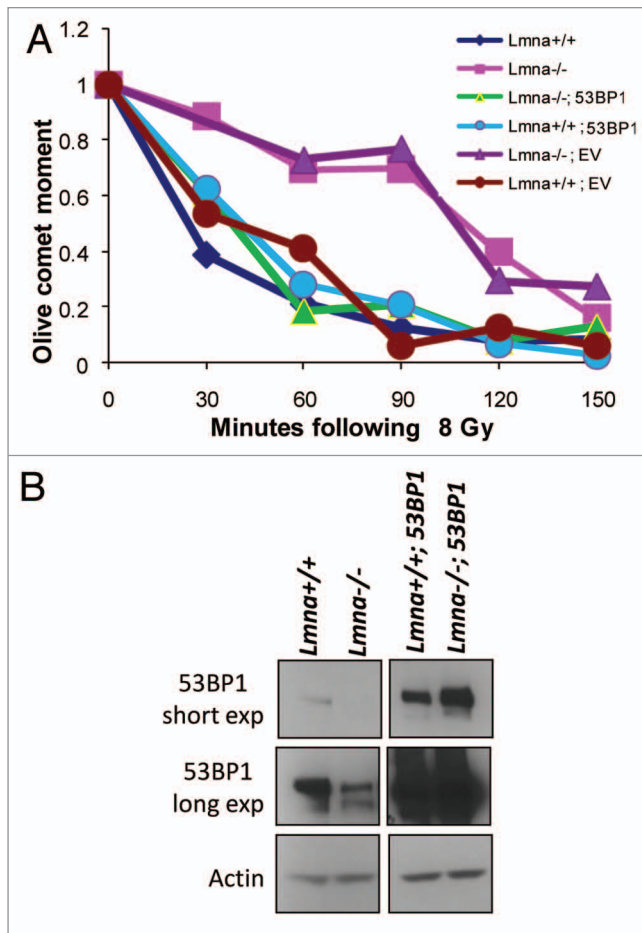 A
Olive comet moment
1.2
1
0.8
0.6
0.4
0.2
0
0 30 60 90 120 150
Minutes following 8 Gy
Lmna+/+
Lmna-/-
Lmna-/-; 53BP1
Lmna+/+; 53BP1
Lmna-/-; EV
Lmna+/+; EV
B
Lmna+/+
Lmna-/-
Lmna+/+; 53BP1
Lmna-/-; 53BP1
53BP1
short exp
53BP1
long exp
Actin